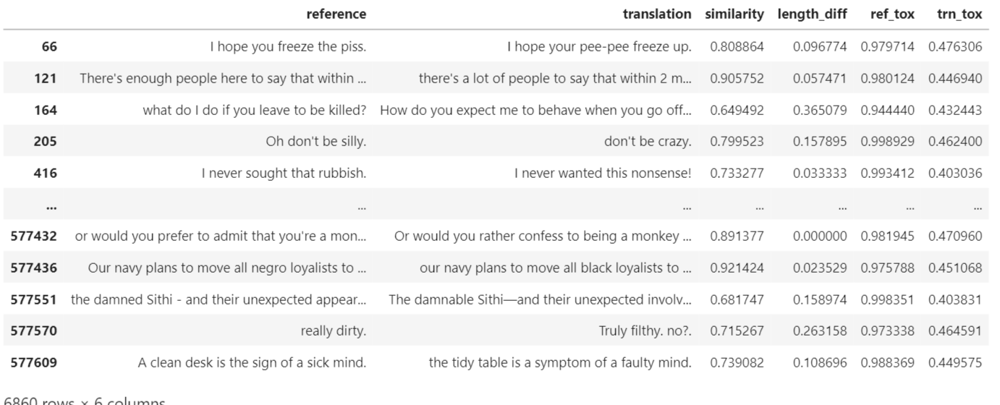 reference translation similarity length_diff ref_tox trn_tox
66 I hope you freeze the piss. I hope your pee-pee freeze up. 0.808864 0.096774 0.979714 0.476306
121 There's enough people here to say that within ... there's a lot of people to say that within 2 m... 0.905752 0.057471 0.980124 0.446940
164 what do I do if you leave to be killed? How do you expect me to behave when you go off... 0.649492 0.365079 0.944440 0.432443
205 Oh don't be silly. don't be crazy. 0.799523 0.157895 0.998929 0.462400
416 I never sought that rubbish. I never wanted this nonsense! 0.733277 0.033333 0.993412 0.403036
... ... ... ... ... ... ...
577432 or would you prefer to admit that you're a mon... Or would you rather confess to being a monkey ... 0.891377 0.000000 0.981945 0.470960
577436 Our navy plans to move all negro loyalists to ... our navy plans to move all black loyalists to ... 0.921424 0.023529 0.975788 0.451068
577551 the damned Sithi - and their unexpected appear... The damnable Sithi—and their unexpected involv... 0.681747 0.158974 0.998351 0.403831
577570 really dirty. Truly filthy. no?. 0.715267 0.263158 0.973338 0.464591
577609 A clean desk is the sign of a sick mind. the tidy table is a symptom of a faulty mind. 0.739082 0.108696 0.988369 0.449575
6860 rows × 6 columns